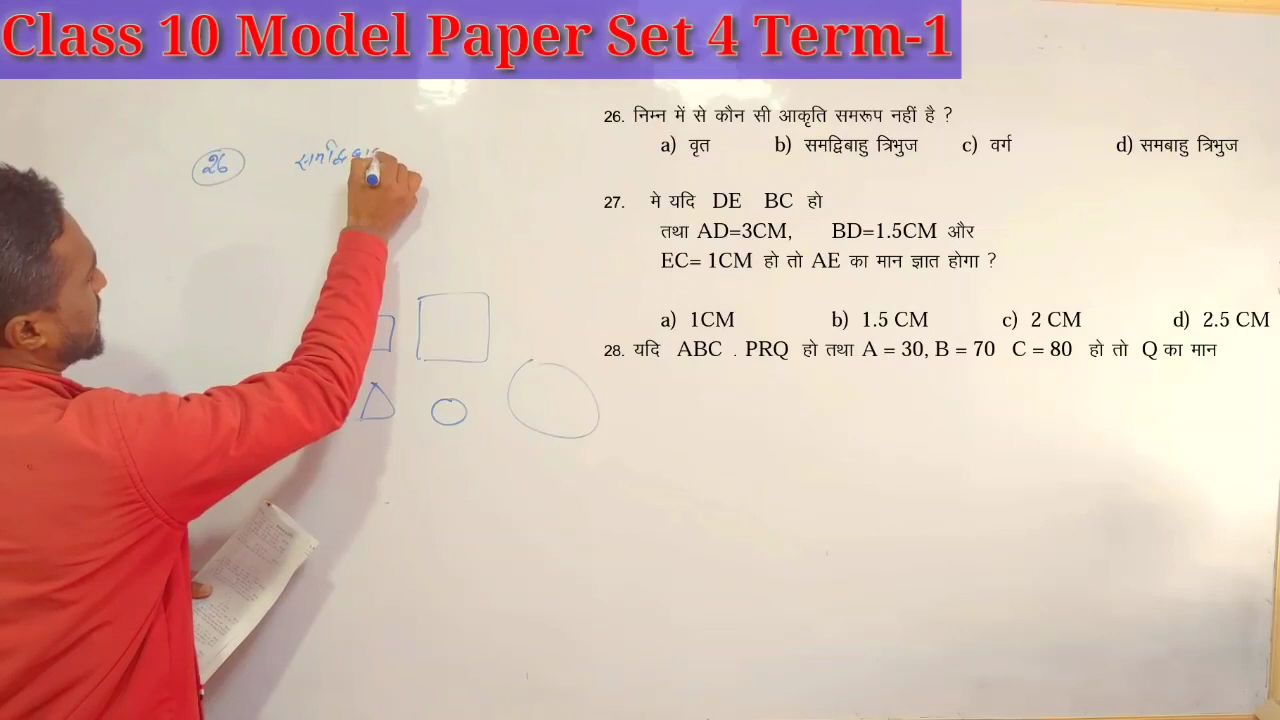 Class 10 Model Paper Set 4 Term-1
26. निम्न में से कौन सी आकृति समरूप नहीं है ?
a) वृत b) समद्विबाहु त्रिभुज c) वर्ग d) समबाहु त्रिभुज
27. मे यदि DE BC हो
तथा AD=3CM, BD=1.5CM और
EC= 1CM हो तो AE का मान ज्ञात होगा ?
a) 1CM b) 1.5 CM c) 2 CM d) 2.5 CM
28. यदि ABC . PRQ हो तथा A = 30, B = 70 C = 80 हो तो Q का मान
26